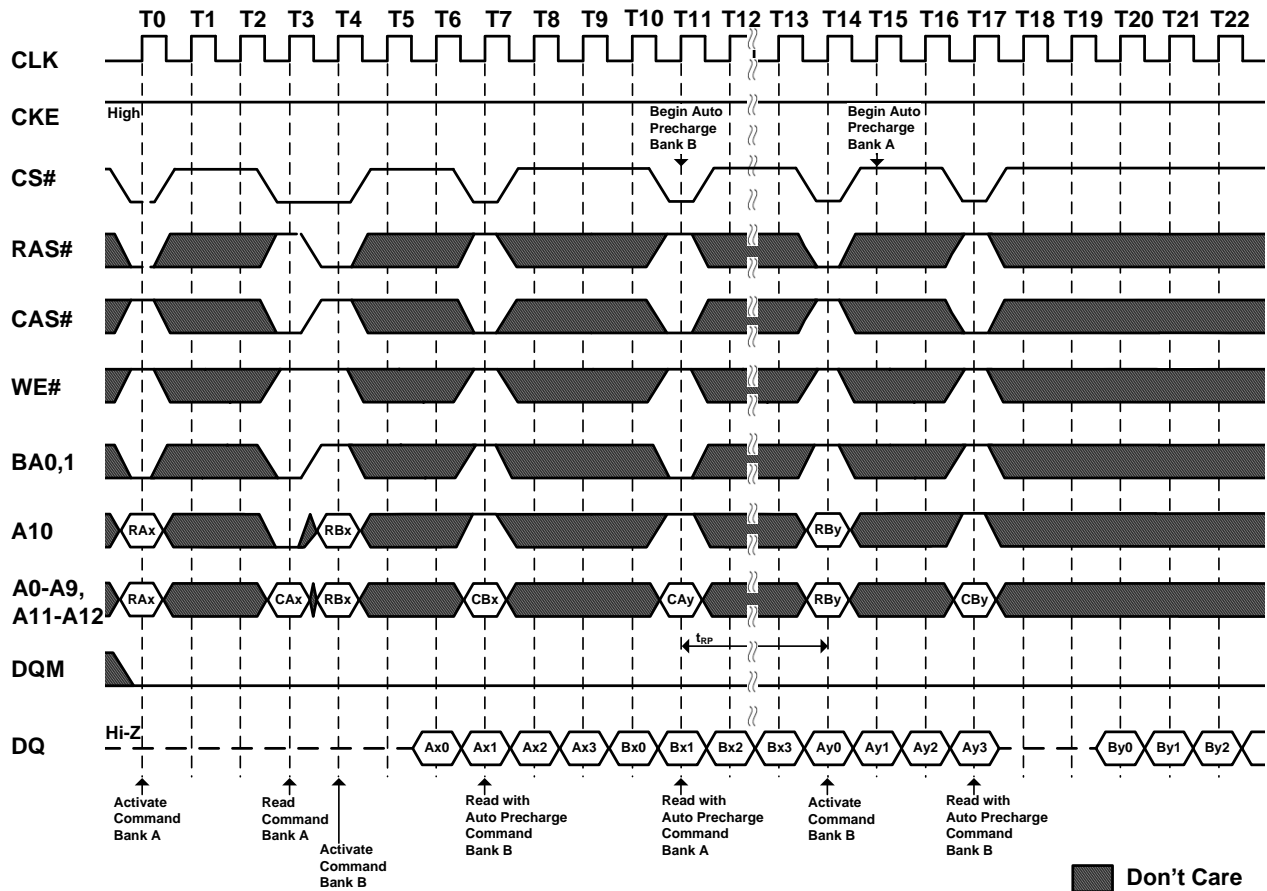 T0 T1 T2 T3 T4 T5 T6 T7 T8 T9 T10 T11 T12 T13 T14 T15 T16 T17 T18 T19 T20 T21 T22
CLK
CKE
High
Begin Auto
Precharge
Bank B
Begin Auto
Precharge
Bank A
CS#
RAS#
CAS#
WE#
BA0,1
A10
RAx RBx RBy
A0-A9,
A11-A12
RAx CAx RBx CBx CAy RBy CBy
tRP
DQM
DQ
Hi-Z
Ax0 Ax1 Ax2 Ax3 Bx0 Bx1 Bx2 Bx3 Ay0 Ay1 Ay2 Ay3 By0 By1 By2
Activate
Command
Bank A
Read
Command
Bank A
Activate
Command
Bank B
Read with
Auto Precharge
Command
Bank B
Read with
Auto Precharge
Command
Bank A
Activate
Command
Bank B
Read with
Auto Precharge
Command
Bank B
Don't Care